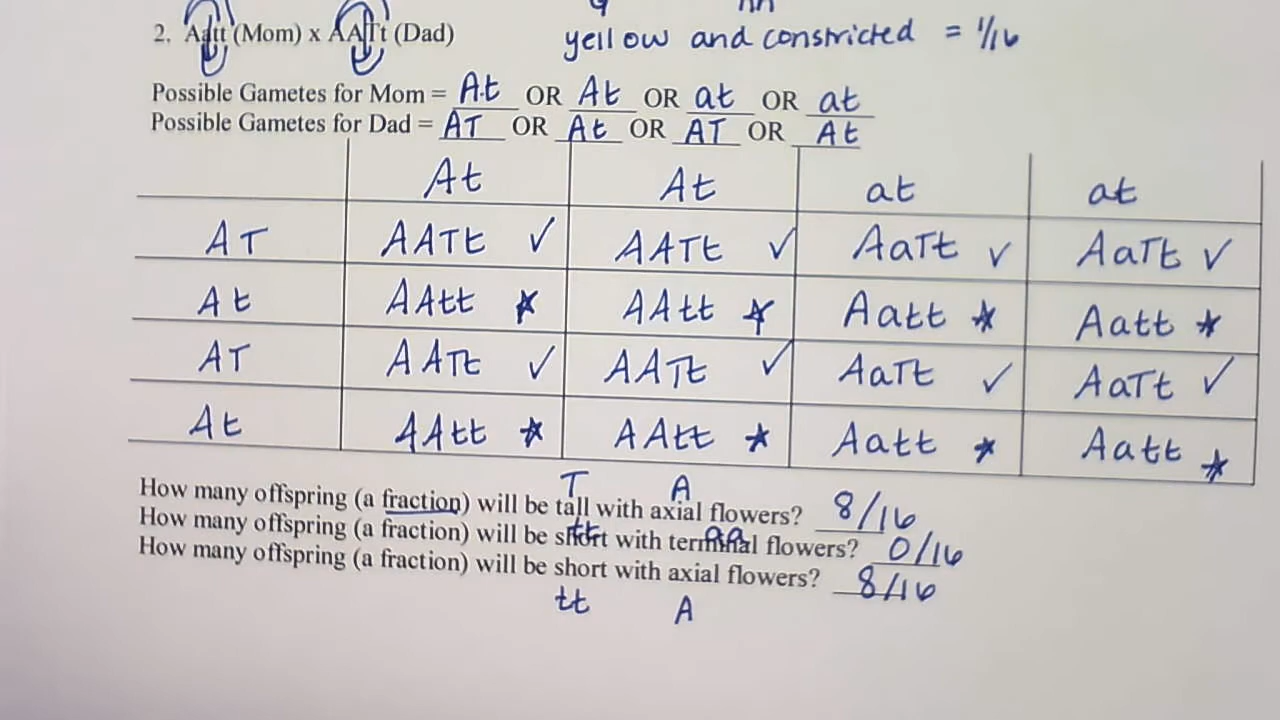 2. Aatt (Mom) x AATt (Dad)
yellow and constricted = 1/16
Possible Gametes for Mom = At OR At OR at OR at
Possible Gametes for Dad = AT OR At OR AT OR At
At At at at
AT AATt ✓ AATt ✓ AaTt ✓ AaTt ✓
At AAtt ★ AAtt ★ Aatt ★ Aatt ★
AT AATt ✓ AATt ✓ AaTt ✓ AaTt ✓
At AAtt ★ AAtt ★ Aatt ★ Aatt ★
T A
How many offspring (a fraction) will be tall with axial flowers? 8/16
tt aa
How many offspring (a fraction) will be short with terminal flowers? 0/16
How many offspring (a fraction) will be short with axial flowers? 8/16
tt A